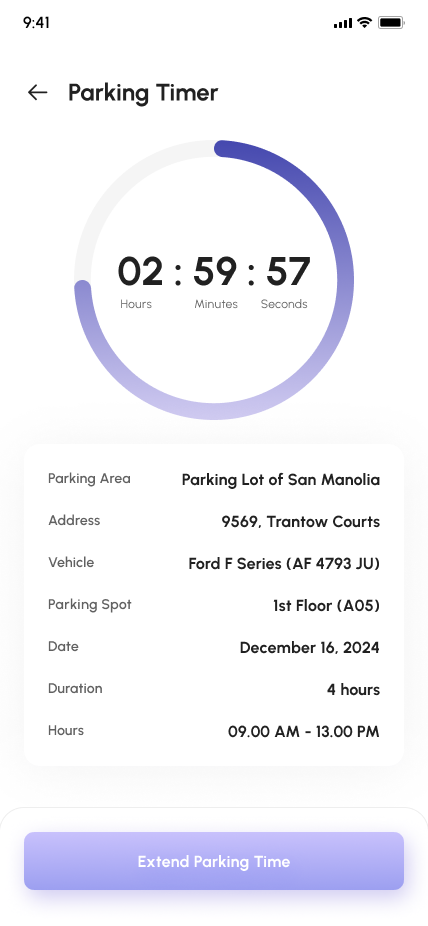 9:41
Parking Timer
02 : 59 : 57
Hours Minutes Seconds
Parking Area Parking Lot of San Manolia
Address 9569, Trantow Courts
Vehicle Ford F Series (AF 4793 JU)
Parking Spot 1st Floor (A05)
Date December 16, 2024
Duration 4 hours
Hours 09.00 AM - 13.00 PM
Extend Parking Time